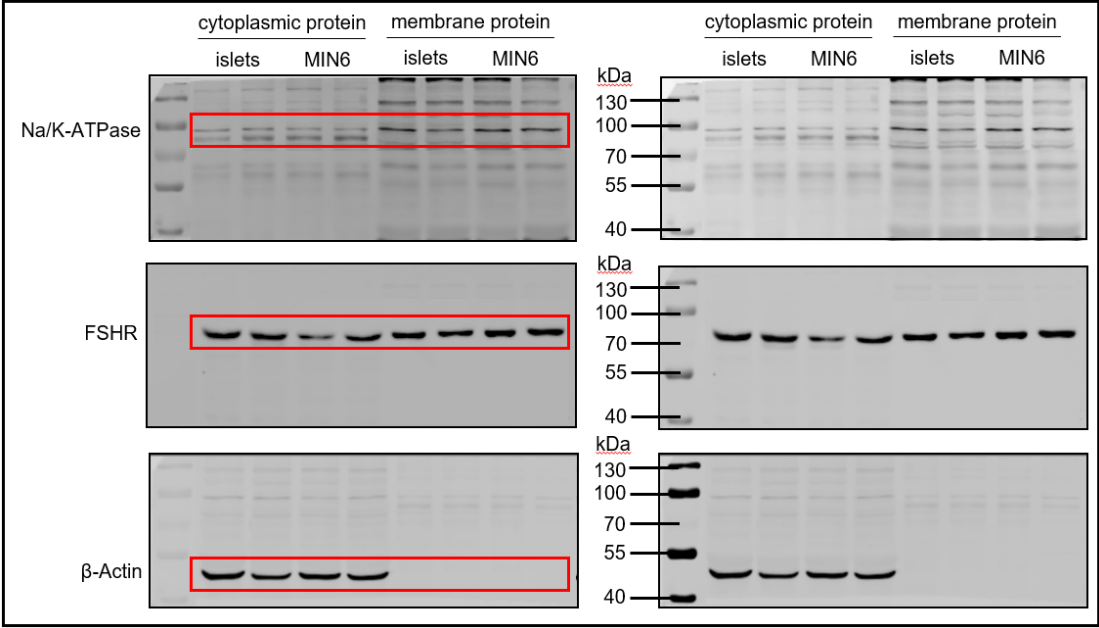 cytoplasmic protein membrane protein
islets MIN6 islets MIN6
cytoplasmic protein membrane protein
islets MIN6 islets MIN6
Na/K-ATPase
kDa
130
100
70
55
40
FSHR
kDa
130
100
70
55
40
β-Actin
kDa
130
100
70
55
40